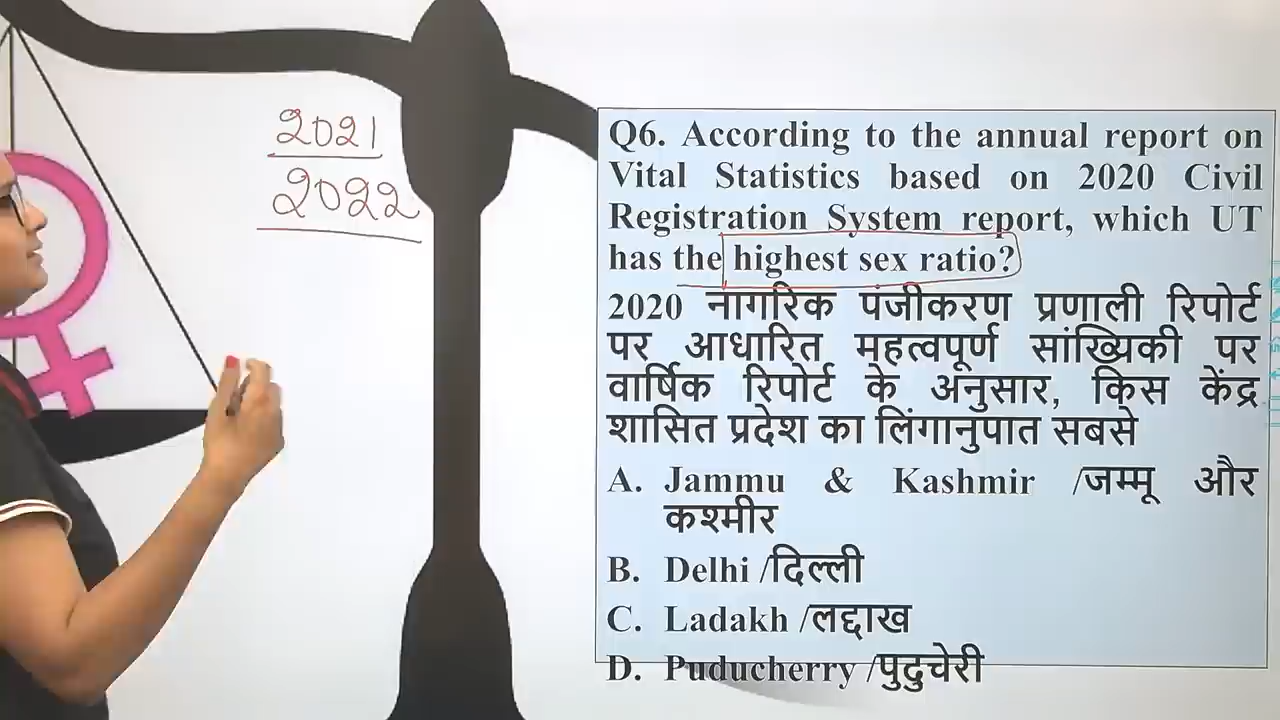 2021
2022
Q6. According to the annual report on
Vital Statistics based on 2020 Civil
Registration System report, which UT
has the highest sex ratio?
2020 नागरिक पंजीकरण प्रणाली रिपोर्ट
पर आधारित महत्वपूर्ण सांख्यिकी पर
वार्षिक रिपोर्ट के अनुसार, किस केंद्र
शासित प्रदेश का लिंगानुपात सबसे
A. Jammu & Kashmir /जम्मू और
कश्मीर
B. Delhi /दिल्ली
C. Ladakh /लद्दाख
D. Puducherry /पुदुचेरी